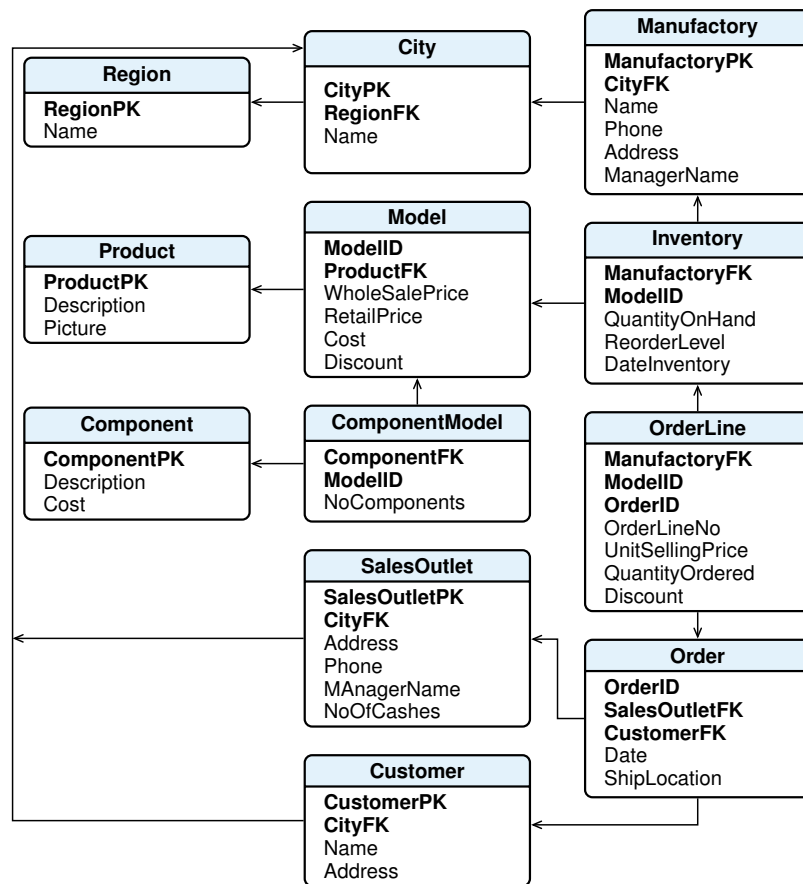 Region
RegionPK
Name
City
CityPK
RegionFK
Name
Manufactory
ManufactoryPK
CityFK
Name
Phone
Address
ManagerName
Product
ProductPK
Description
Picture
Model
ModelID
ProductFK
WholeSalePrice
RetailPrice
Cost
Discount
Inventory
ManufactoryFK
ModelID
QuantityOnHand
ReorderLevel
DateInventory
Component
ComponentPK
Description
Cost
ComponentModel
ComponentFK
ModelID
NoComponents
OrderLine
ManufactoryFK
ModelID
OrderID
OrderLineNo
UnitSellingPrice
QuantityOrdered
Discount
SalesOutlet
SalesOutletPK
CityFK
Address
Phone
MAnagerName
NoOfCashes
Order
OrderID
SalesOutletFK
CustomerFK
Date
ShipLocation
Customer
CustomerPK
CityFK
Name
Address